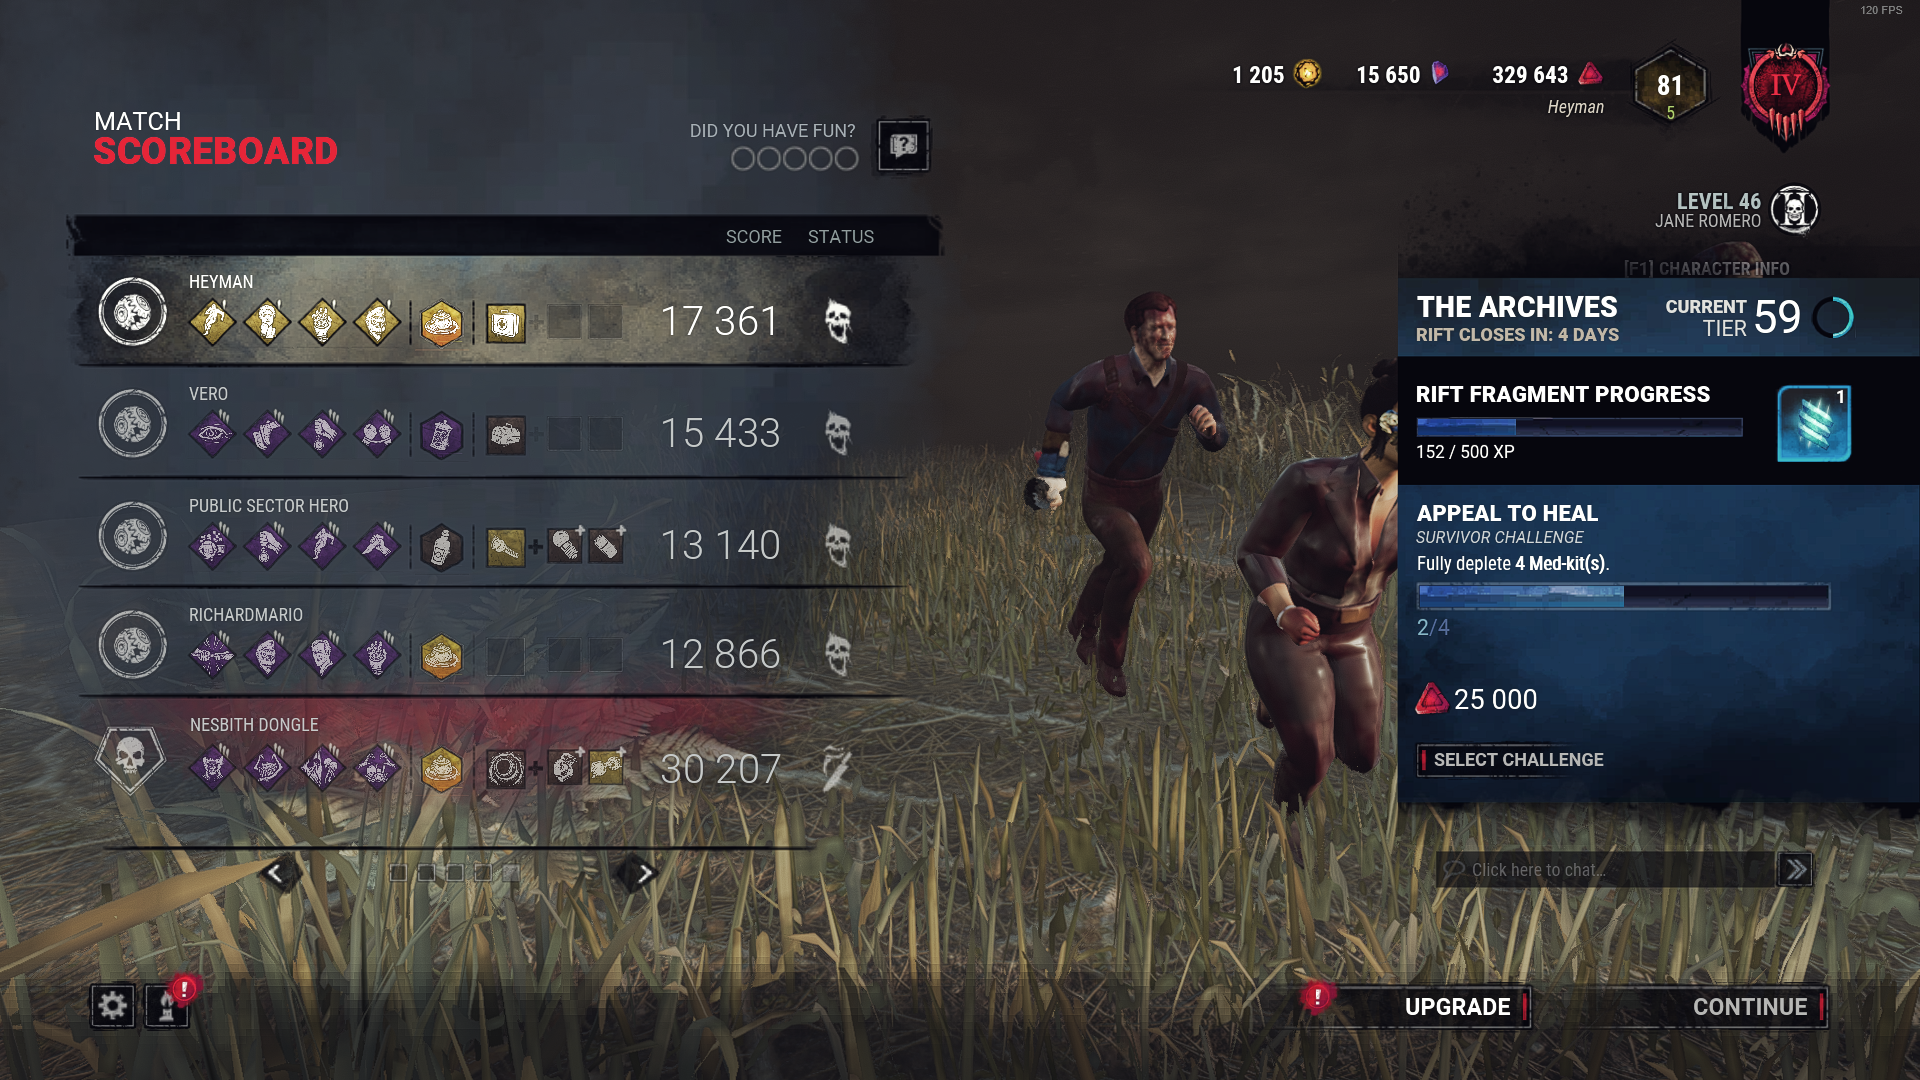 120 FPS
1 205
15 650
329 643
Heyman
81
5
IV
MATCH
SCOREBOARD
DID YOU HAVE FUN?
LEVEL 46
JANE ROMERO
II
[F1] CHARACTER INFO
SCORE STATUS
HEYMAN
17 361
VERO
15 433
PUBLIC SECTOR HERO
13 140
RICHARDMARIO
12 866
NESBITH DONGLE
30 207
THE ARCHIVES
RIFT CLOSES IN: 4 DAYS
CURRENT
TIER 59
RIFT FRAGMENT PROGRESS
1
152 / 500 XP
APPEAL TO HEAL
SURVIVOR CHALLENGE
Fully deplete 4 Med-kit(s).
2/4
25 000
SELECT CHALLENGE
Click here to chat...
UPGRADE
CONTINUE